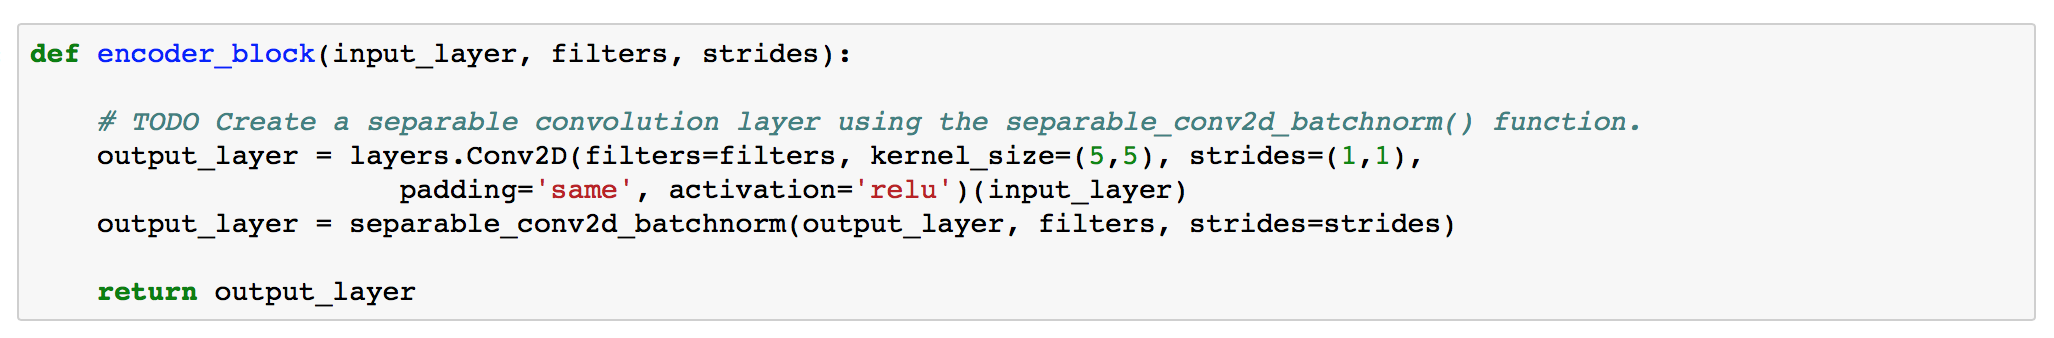 def encoder_block(input_layer, filters, strides):
# TODO Create a separable convolution layer using the separable_conv2d_batchnorm() function.
output_layer = layers.Conv2D(filters=filters, kernel_size=(5,5), strides=(1,1),
padding='same', activation='relu')(input_layer)
output_layer = separable_conv2d_batchnorm(output_layer, filters, strides=strides)
return output_layer